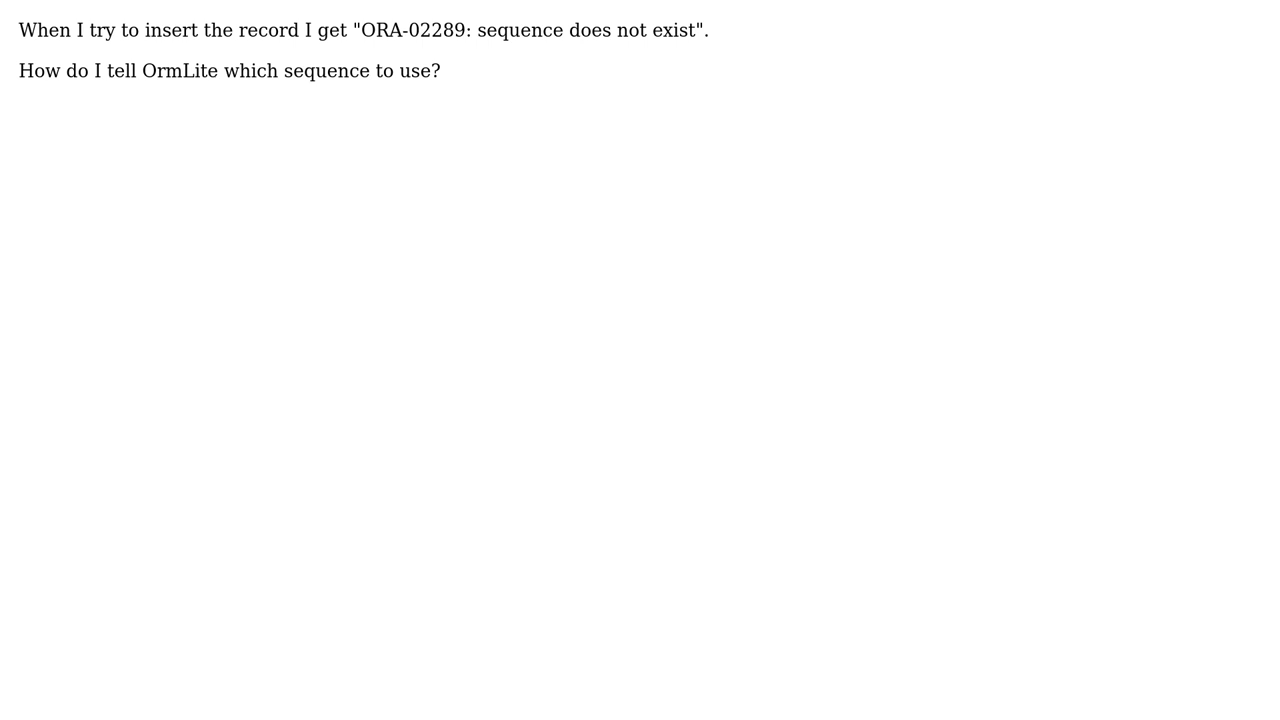 When I try to insert the record I get "ORA-02289: sequence does not exist".
How do I tell OrmLite which sequence to use?